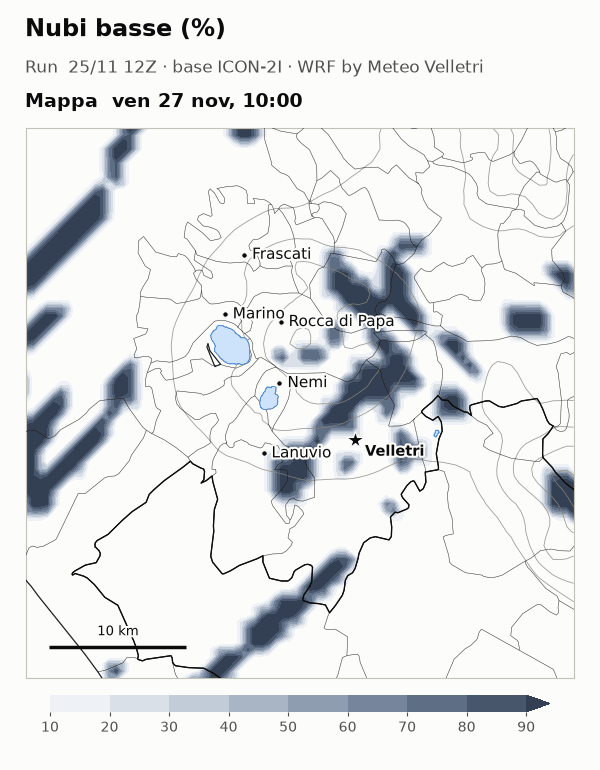 Nubi basse (%)
Run  25/11 12Z · base ICON-2I · WRF by Meteo Velletri
Mappa  ven 27 nov, 10:00
Frascati
Marino
Rocca di Papa
Nemi
Velletri
Lanuvio
10 km
10 20 30 40 50 60 70 80 90